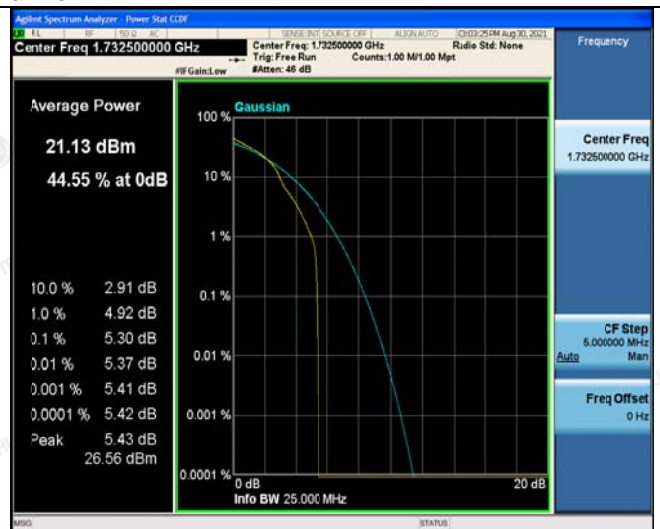 Agilent Spectrum Analyzer - Power Stat CCDF
RL RF 50 Ω AC SENSE:INT SOURCE OFF ALIGNAUTO 03:03:25 PM Aug 30, 2021
Center Freq 1.732500000 GHz
Center Freq: 1.732500000 GHz Radio Std: None
Trig: Free Run Counts:1.00 M/1.00 Mpt
#IFGain:Low #Atten: 46 dB
Frequency
Average Power
21.13 dBm
44.55 % at 0dB
10.0 % 2.91 dB
1.0 % 4.92 dB
0.1 % 5.30 dB
0.01 % 5.37 dB
0.001 % 5.41 dB
0.0001 % 5.42 dB
Peak 5.43 dB
26.56 dBm
Gaussian
100 %
10 %
1 %
0.1 %
0.01 %
0.001 %
0.0001 %
0 dB 20 dB
Info BW 25.000 MHz
Center Freq
1.732500000 GHz
CF Step
5.000000 MHz
Auto Man
Freq Offset
0 Hz
MSG STATUS